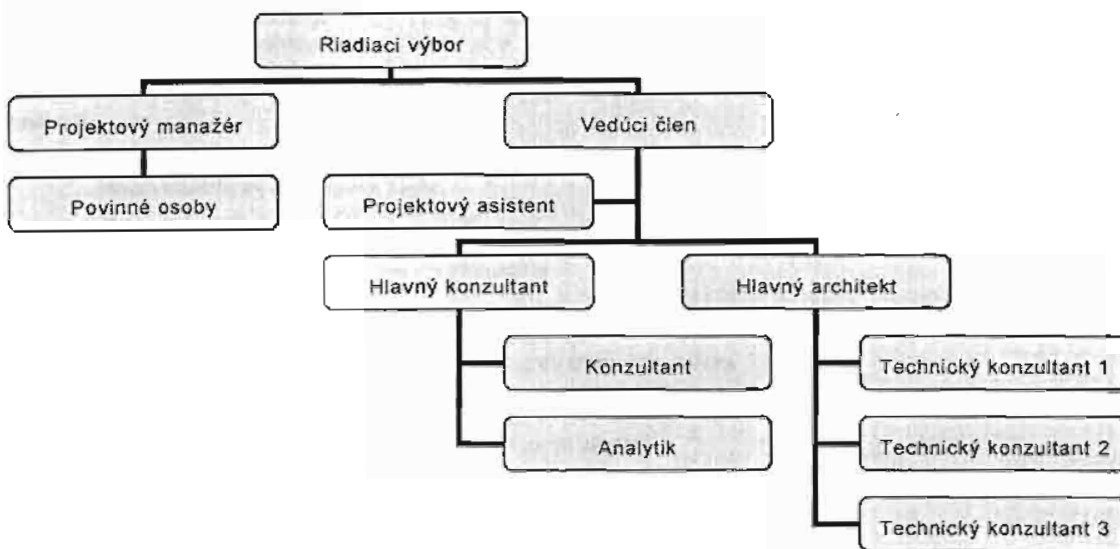 Riadiaci výbor
Projektový manažér
Vedúci člen
Povinné osoby
Projektový asistent
Hlavný konzultant
Hlavný architekt
Konzultant
Technický konzultant 1
Analytik
Technický konzultant 2
Technický konzultant 3